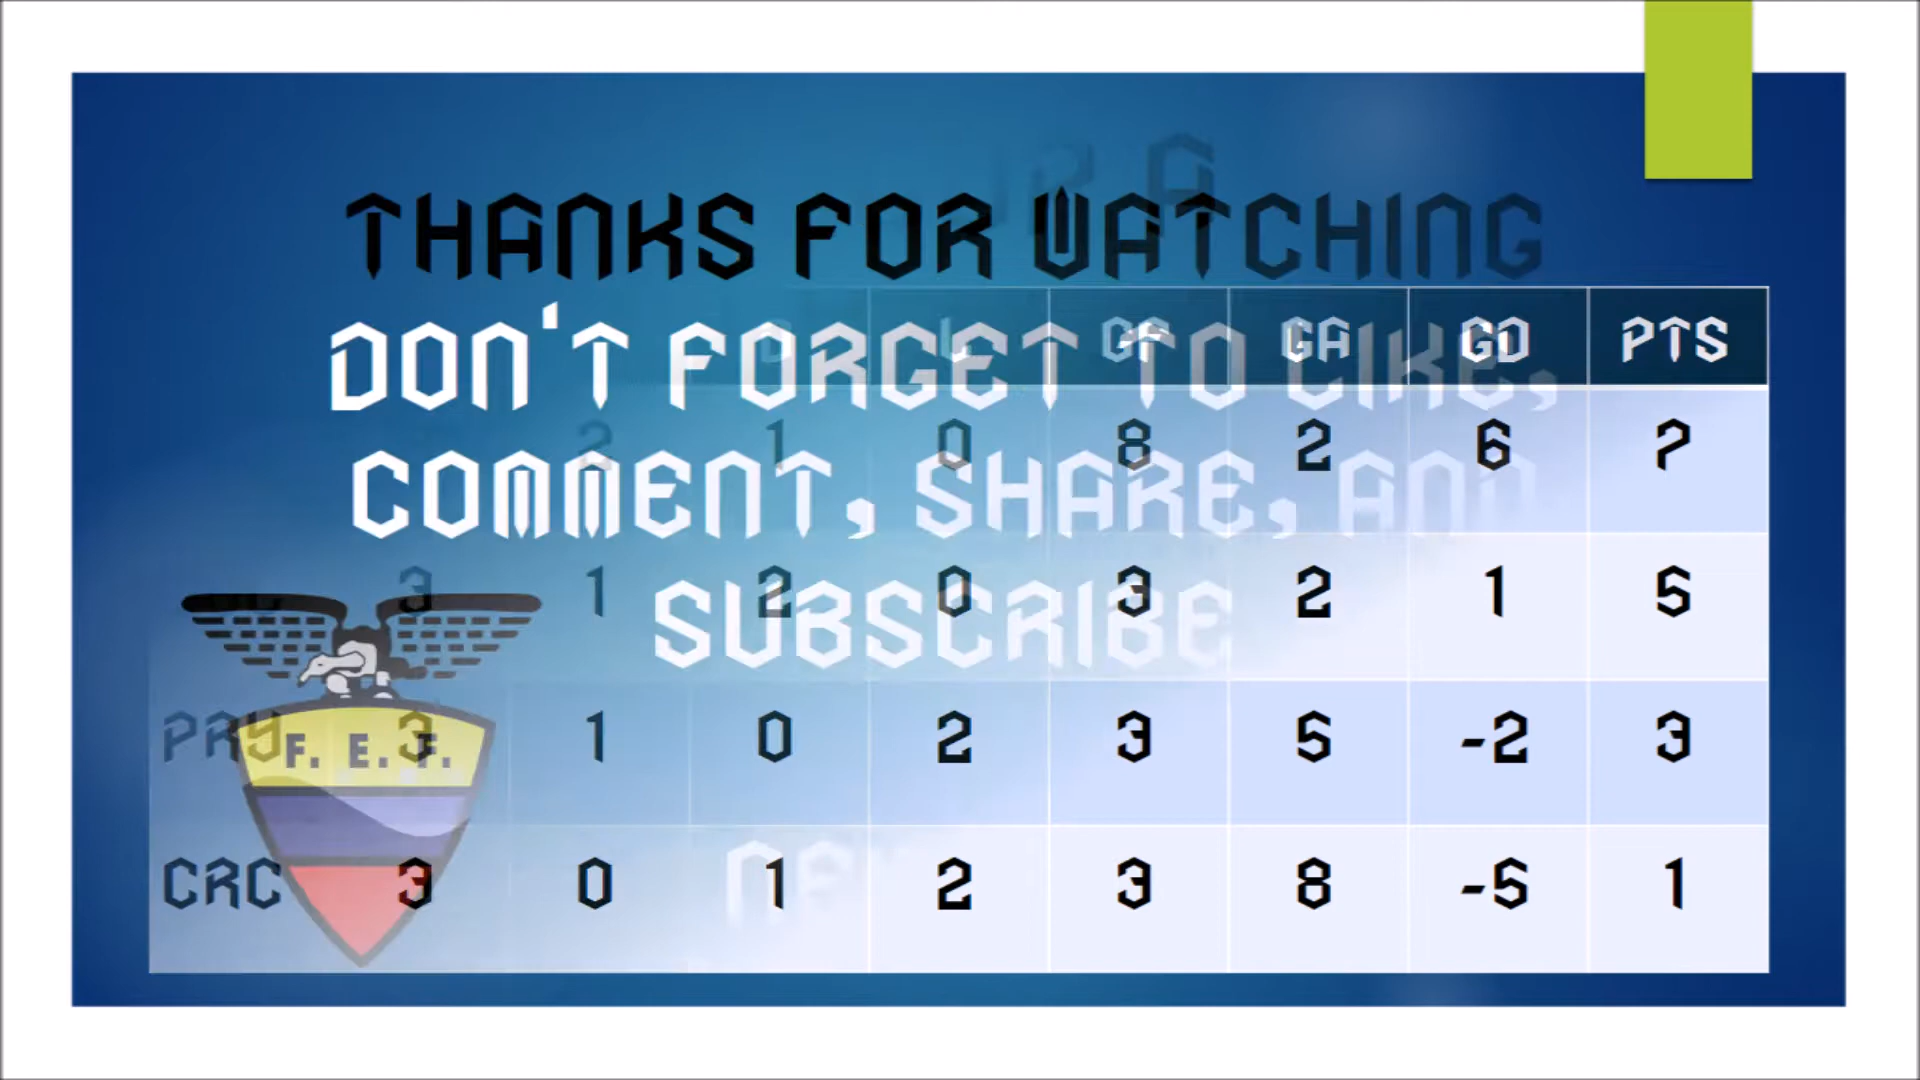 P A
THANKS FOR WATCHING
DON'T FORGET TO LIKE,
COMMENT, SHARE, AND
SUBSCRIBE
D L GF GA GD PTS
2 1 0 8 2 6 7
3 1 2 0 3 2 1 5
PRY 3 1 0 2 3 5 -2 3
F. E. F.
CRC 3 0 1 2 3 8 -5 1